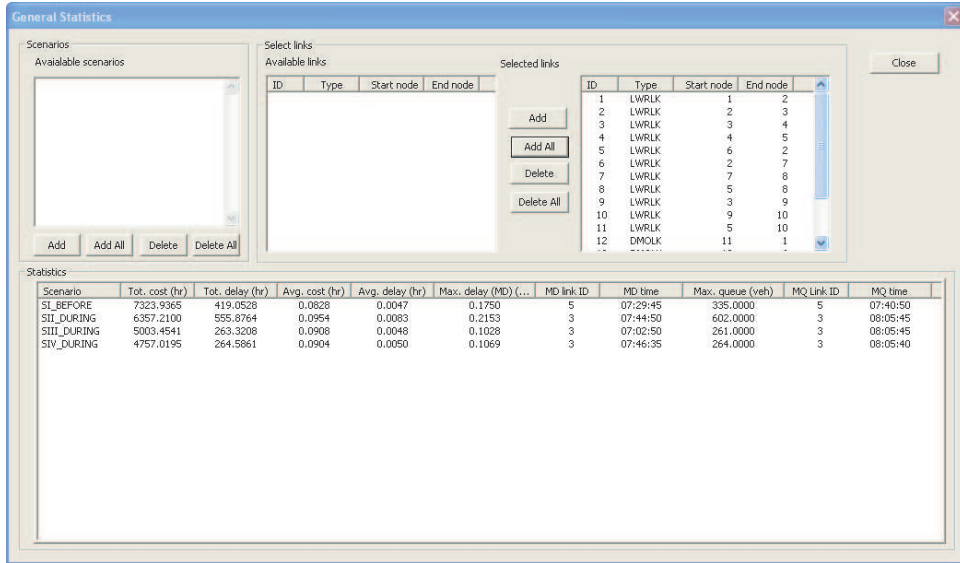 General Statistics
Scenarios
Avaialable scenarios
Add Add All Delete Delete All
Select links
Available links
ID Type Start node End node
Add
Add All
Delete
Delete All
Selected links
ID Type Start node End node
1 LWRLK 1 2
2 LWRLK 2 3
3 LWRLK 3 4
4 LWRLK 4 5
5 LWRLK 6 2
6 LWRLK 2 7
7 LWRLK 7 8
8 LWRLK 5 8
9 LWRLK 3 9
10 LWRLK 9 10
11 LWRLK 5 10
12 DMOLK 11 1
Close
Statistics
Scenario Tot. cost (hr) Tot. delay (hr) Avg. cost (hr) Avg. delay (hr) Max. delay (MD) (... MD link ID MD time Max. queue (veh) MQ Link ID MQ time
SI_BEFORE 7323.9365 419.0528 0.0828 0.0047 0.1750 5 07:29:45 335.0000 5 07:40:50
SII_DURING 6357.2100 555.8764 0.0954 0.0083 0.2153 3 07:44:50 602.0000 3 08:05:45
SIII_DURING 5003.4541 263.3208 0.0908 0.0048 0.1028 3 07:02:50 261.0000 3 08:05:45
SIV_DURING 4757.0195 264.5861 0.0904 0.0050 0.1069 3 07:46:35 264.0000 3 08:05:40